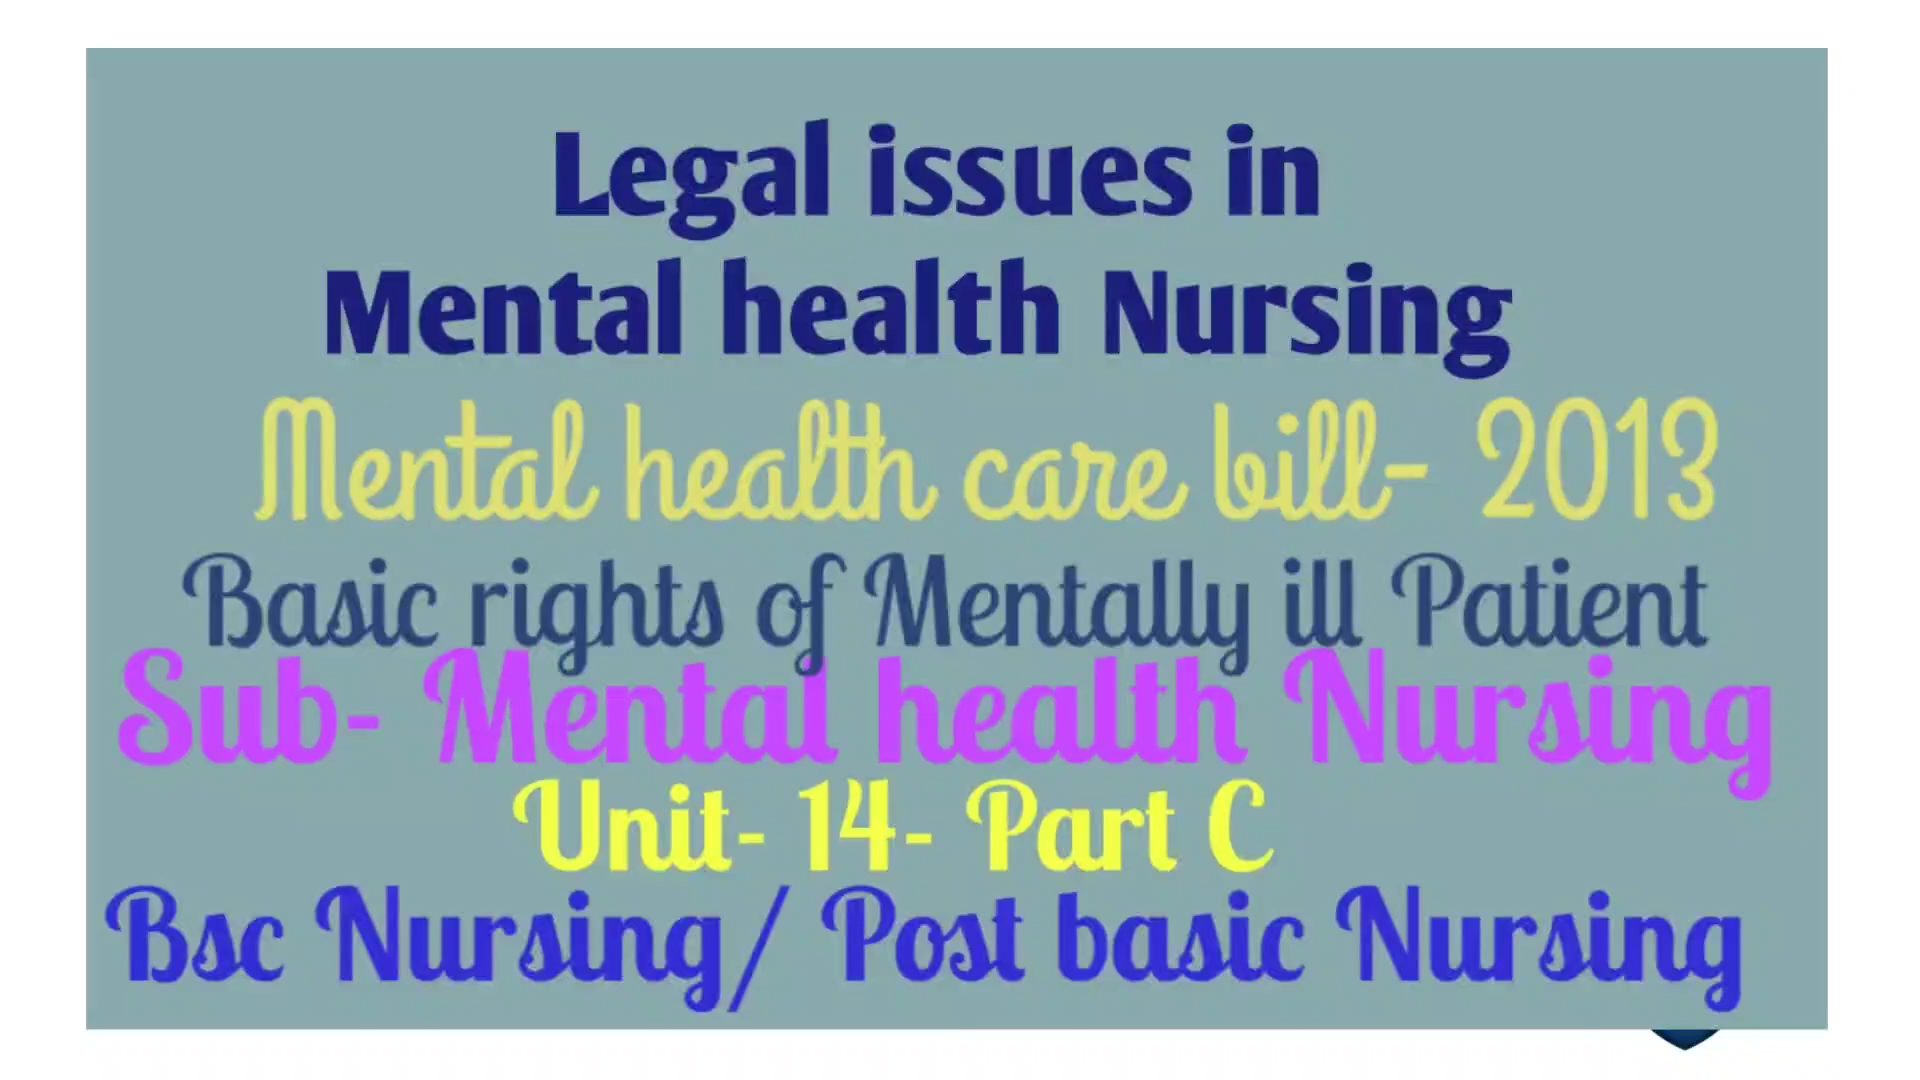 Legal issues in
Mental health Nursing
Mental health care bill- 2013
Basic rights of Mentally ill Patient
Sub- Mental health Nursing
Unit- 14- Part C
Bsc Nursing/ Post basic Nursing